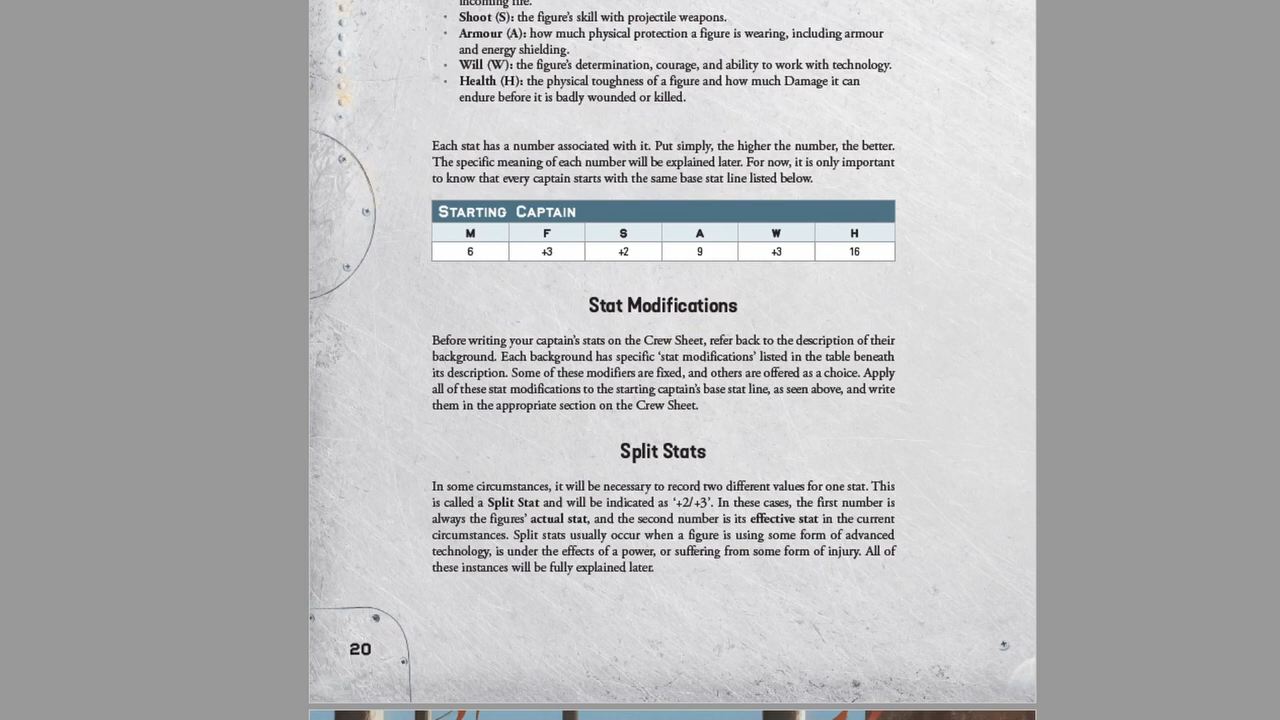 incoming fire.
• Shoot (S): the figure's skill with projectile weapons.
• Armour (A): how much physical protection a figure is wearing, including armour
and energy shielding.
• Will (W): the figure's determination, courage, and ability to work with technology.
• Health (H): the physical toughness of a figure and how much Damage it can
endure before it is badly wounded or killed.
Each stat has a number associated with it. Put simply, the higher the number, the better.
The specific meaning of each number will be explained later. For now, it is only important
to know that every captain starts with the same base stat line listed below.
Starting Captain
M F S A W H
6 +3 +2 9 +3 16
Stat Modifications
Before writing your captain's stats on the Crew Sheet, refer back to the description of their
background. Each background has specific 'stat modifications' listed in the table beneath
its description. Some of these modifiers are fixed, and others are offered as a choice. Apply
all of these stat modifications to the starting captain's base stat line, as seen above, and write
them in the appropriate section on the Crew Sheet.
Split Stats
In some circumstances, it will be necessary to record two different values for one stat. This
is called a Split Stat and will be indicated as '+2/+3'. In these cases, the first number is
always the figures' actual stat, and the second number is its effective stat in the current
circumstances. Split stats usually occur when a figure is using some form of advanced
technology, is under the effects of a power, or suffering from some form of injury. All of
these instances will be fully explained later.
20